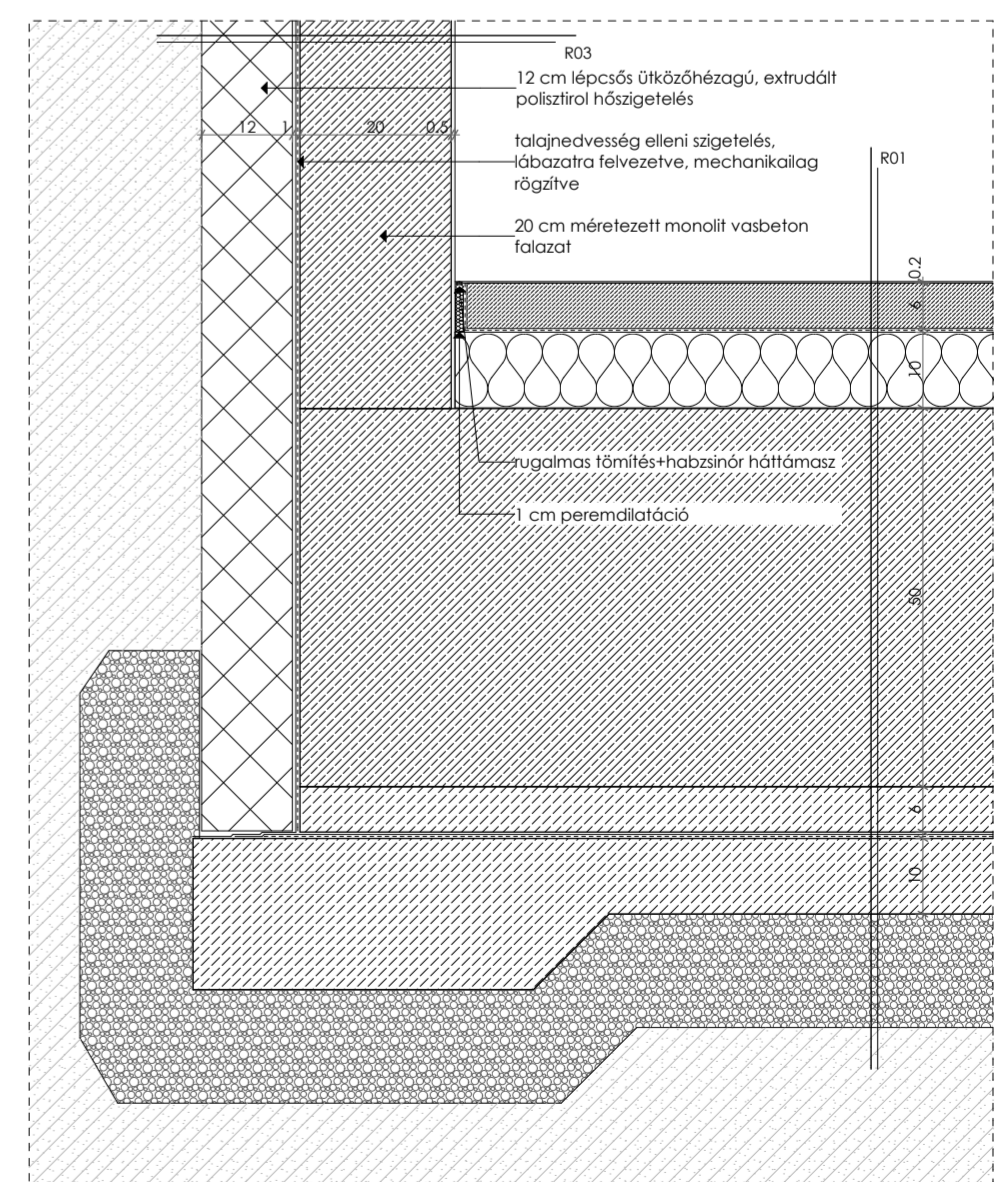 R03
12 cm lépcsős ütközőhézagú, extrudált
polisztirol hőszigetelés
12 1 20 0.5
talajnedvesség elleni szigetelés,
lábazatra felvezetve, mechanikailag
rögzítve
R01
20 cm méretezett monolit vasbeton
falazat
0.2
6
10
rugalmas tömítés+habzsinór háttámasz
1 cm peremdilatáció
50
6
10